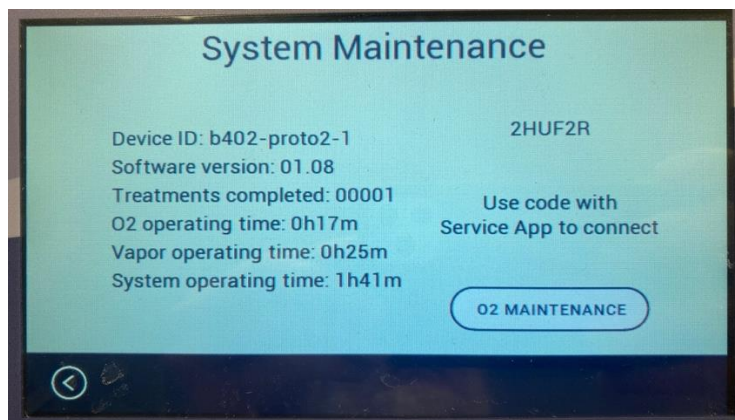 System Maintenance
Device ID: b402-proto2-1
Software version: 01.08
Treatments completed: 00001
O2 operating time: 0h17m
Vapor operating time: 0h25m
System operating time: 1h41m
2HUF2R
Use code with
Service App to connect
O2 MAINTENANCE